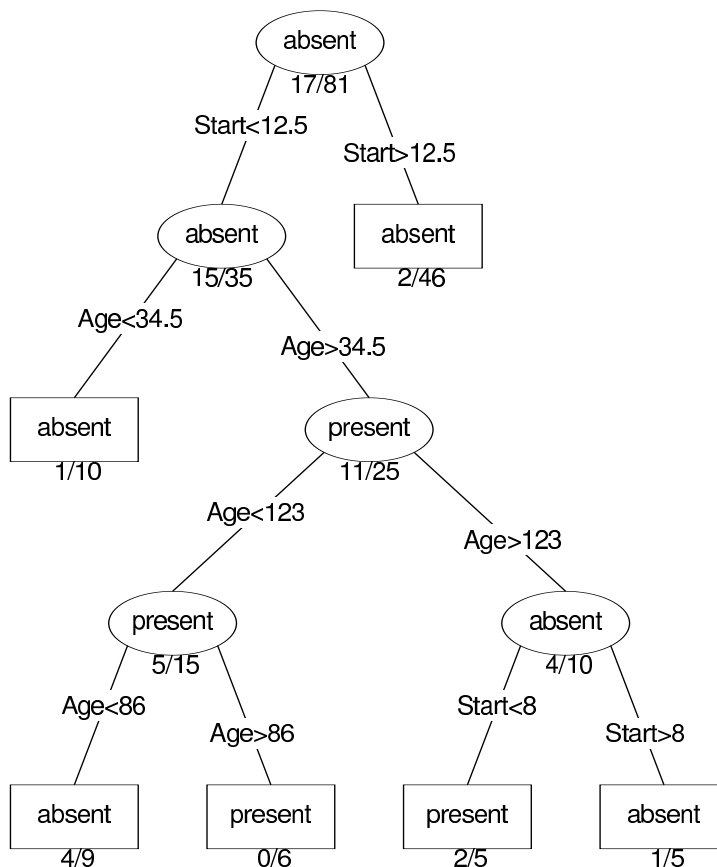 absent
17/81
Start<12.5
Start>12.5
absent
15/35
absent
2/46
Age<34.5
Age>34.5
absent
1/10
present
11/25
Age<123
Age>123
present
5/15
absent
4/10
Age<86
Age>86
Start<8
Start>8
absent
4/9
present
0/6
present
2/5
absent
1/5